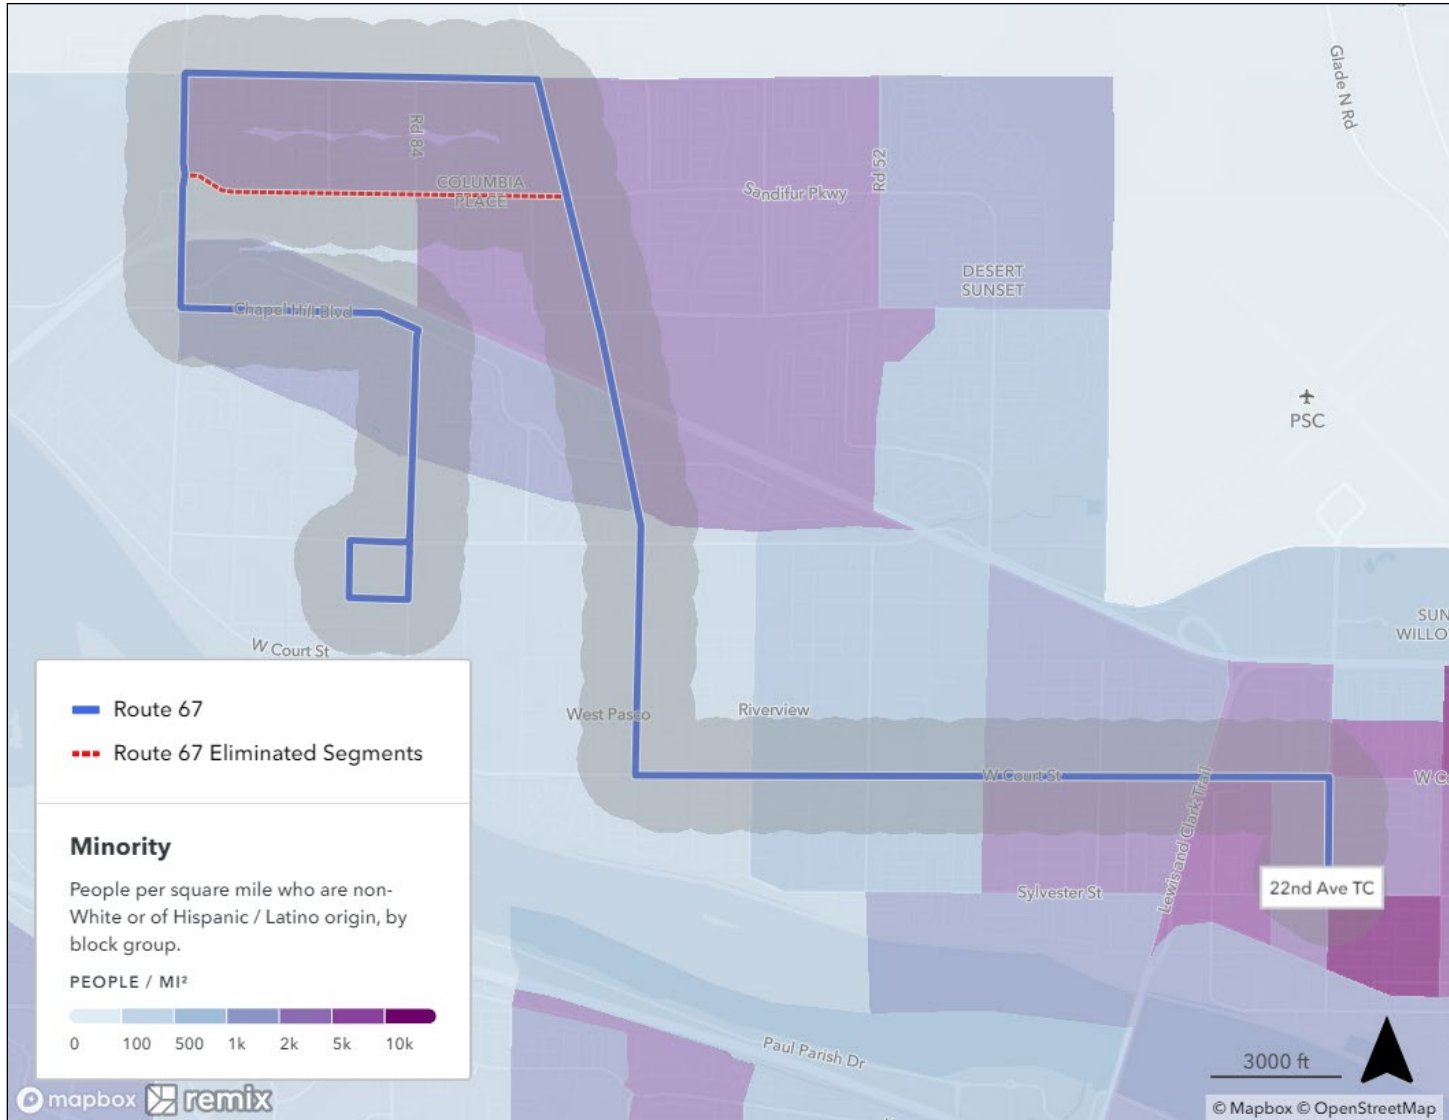 Glade N Rd
Rd 84
Rd 52
COLUMBIA
PLACE
Sandifur Pkwy
DESERT
SUNSET
Chapel Hill Blvd
PSC
SUN
WILLO
W Court St
West Pasco
Riverview
W Court St
W Co
Lewis and Clark Trail
22nd Ave TC
Sylvester St
Paul Parish Dr
Route 67
Route 67 Eliminated Segments
Minority
People per square mile who are non-
White or of Hispanic / Latino origin, by
block group.
PEOPLE / MI²
0 100 500 1k 2k 5k 10k
3000 ft
mapbox remix
© Mapbox © OpenStreetMap